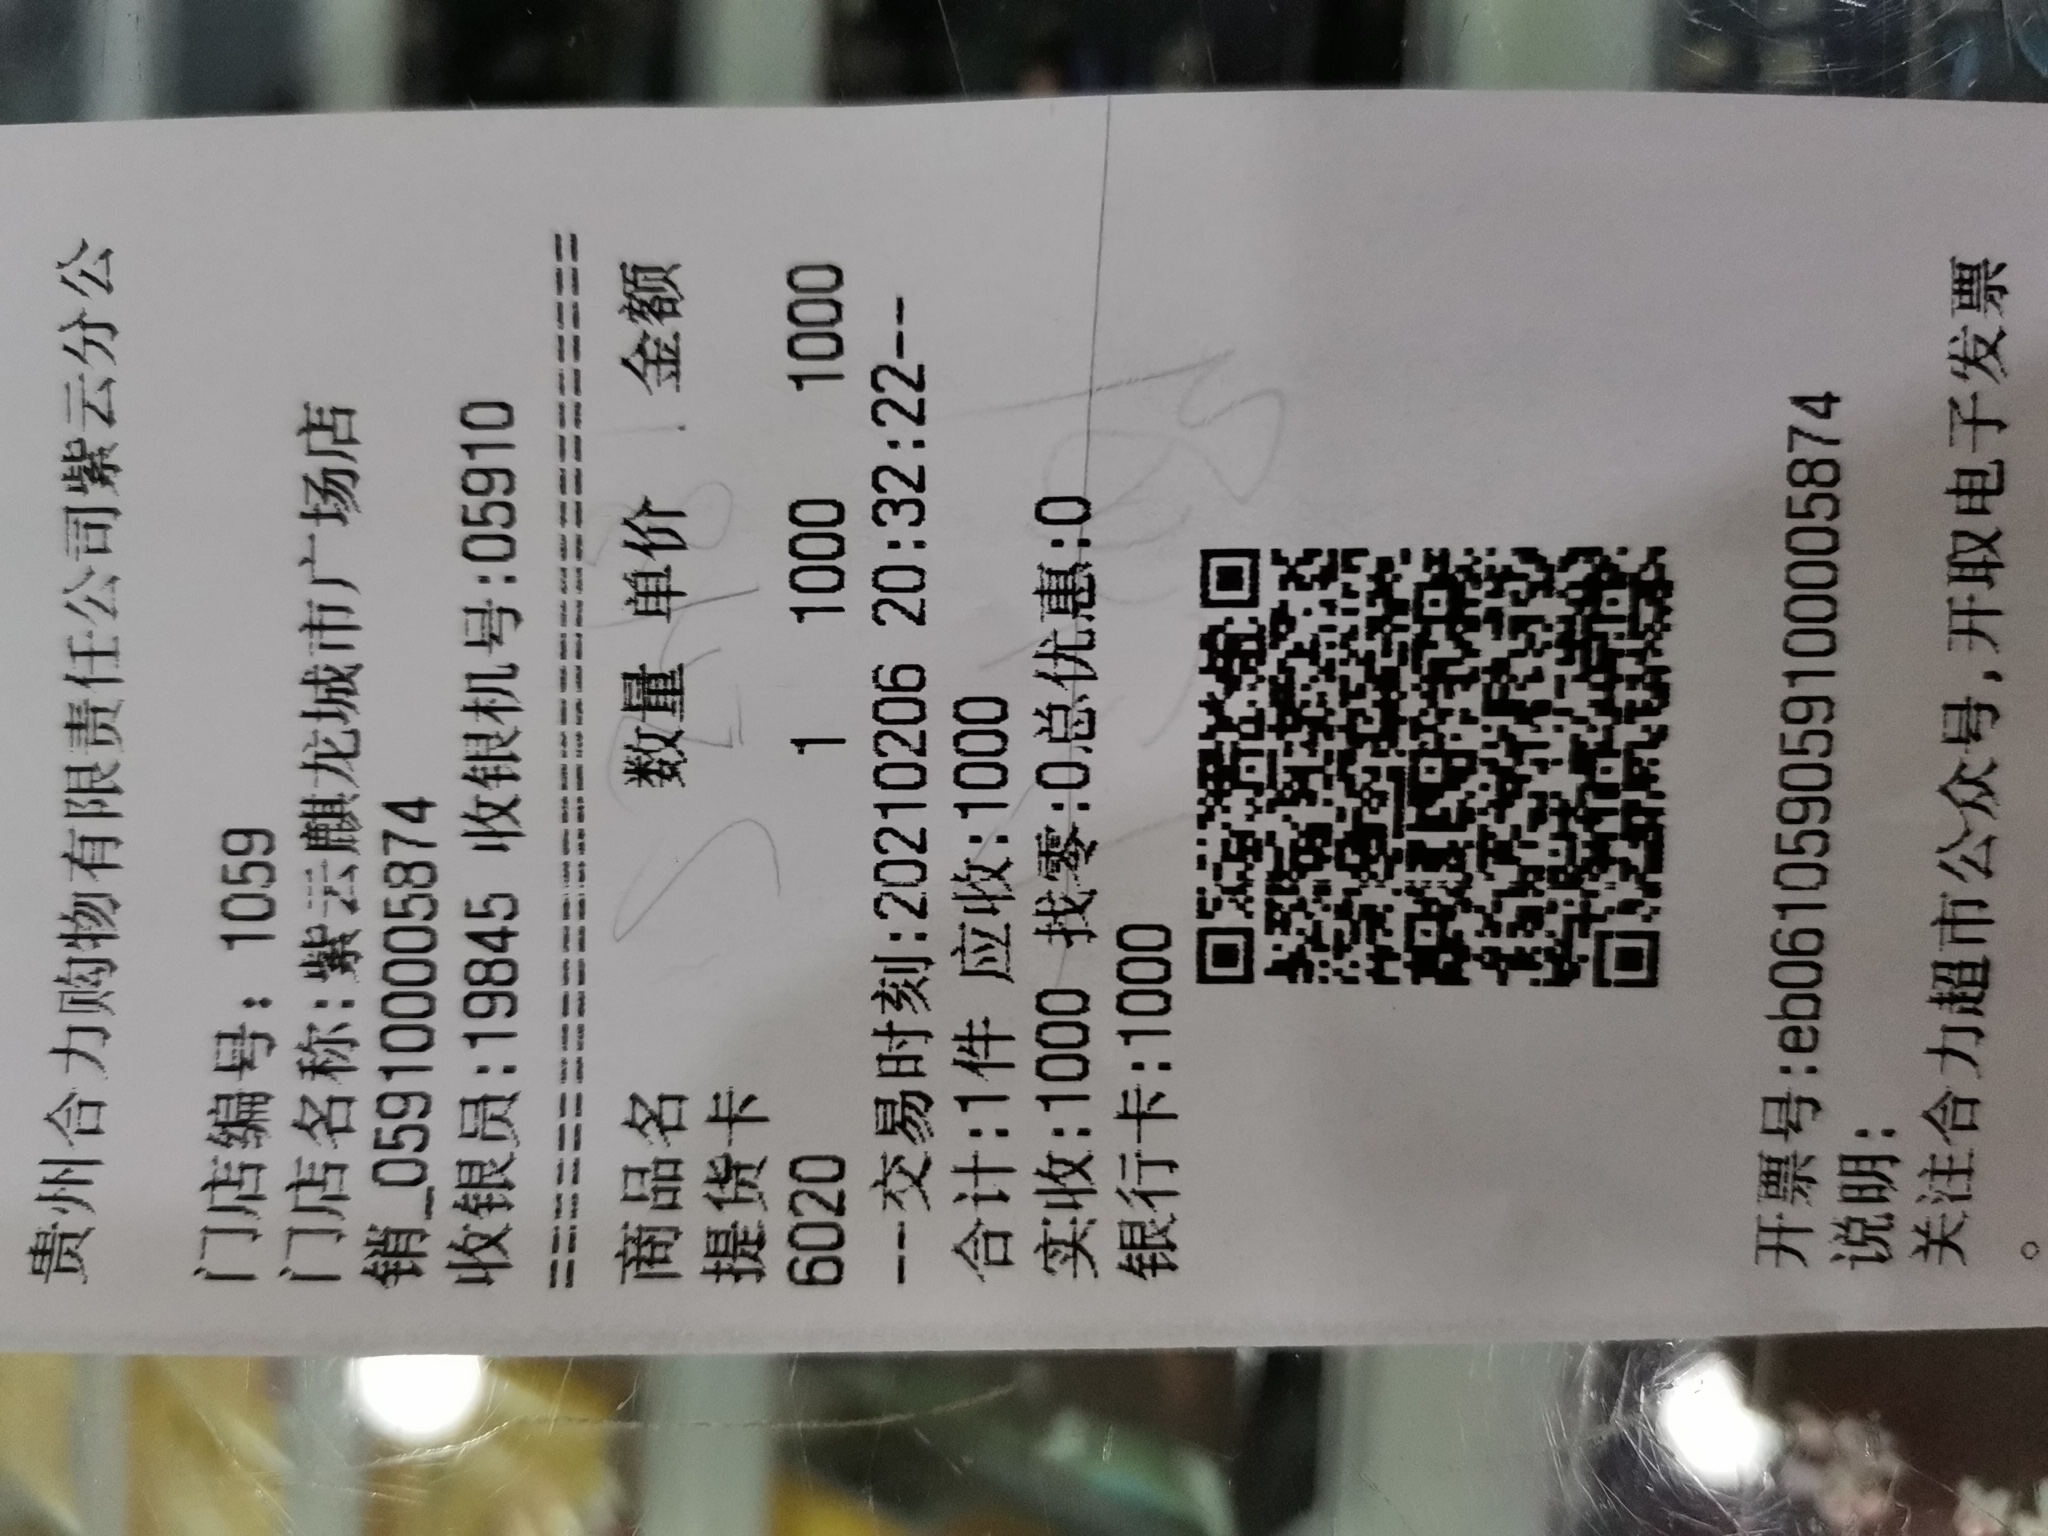 贵州合力购物有限责任公司紫云分公
门店编号: 1059
门店名称:紫云麒龙城市广场店
销_0591000005874
收银员:19845 收银机号:05910
商品名 数量 单价 金额
提货卡
6020 1 1000 1000
--交易时刻:20210206 20:32:22--
合计:1件 应收:1000
实收:1000 找零:0总优惠:0
银行卡:1000
开票号:eb0610590591000005874
说明:
关注合力超市公众号,开取电子发票
。